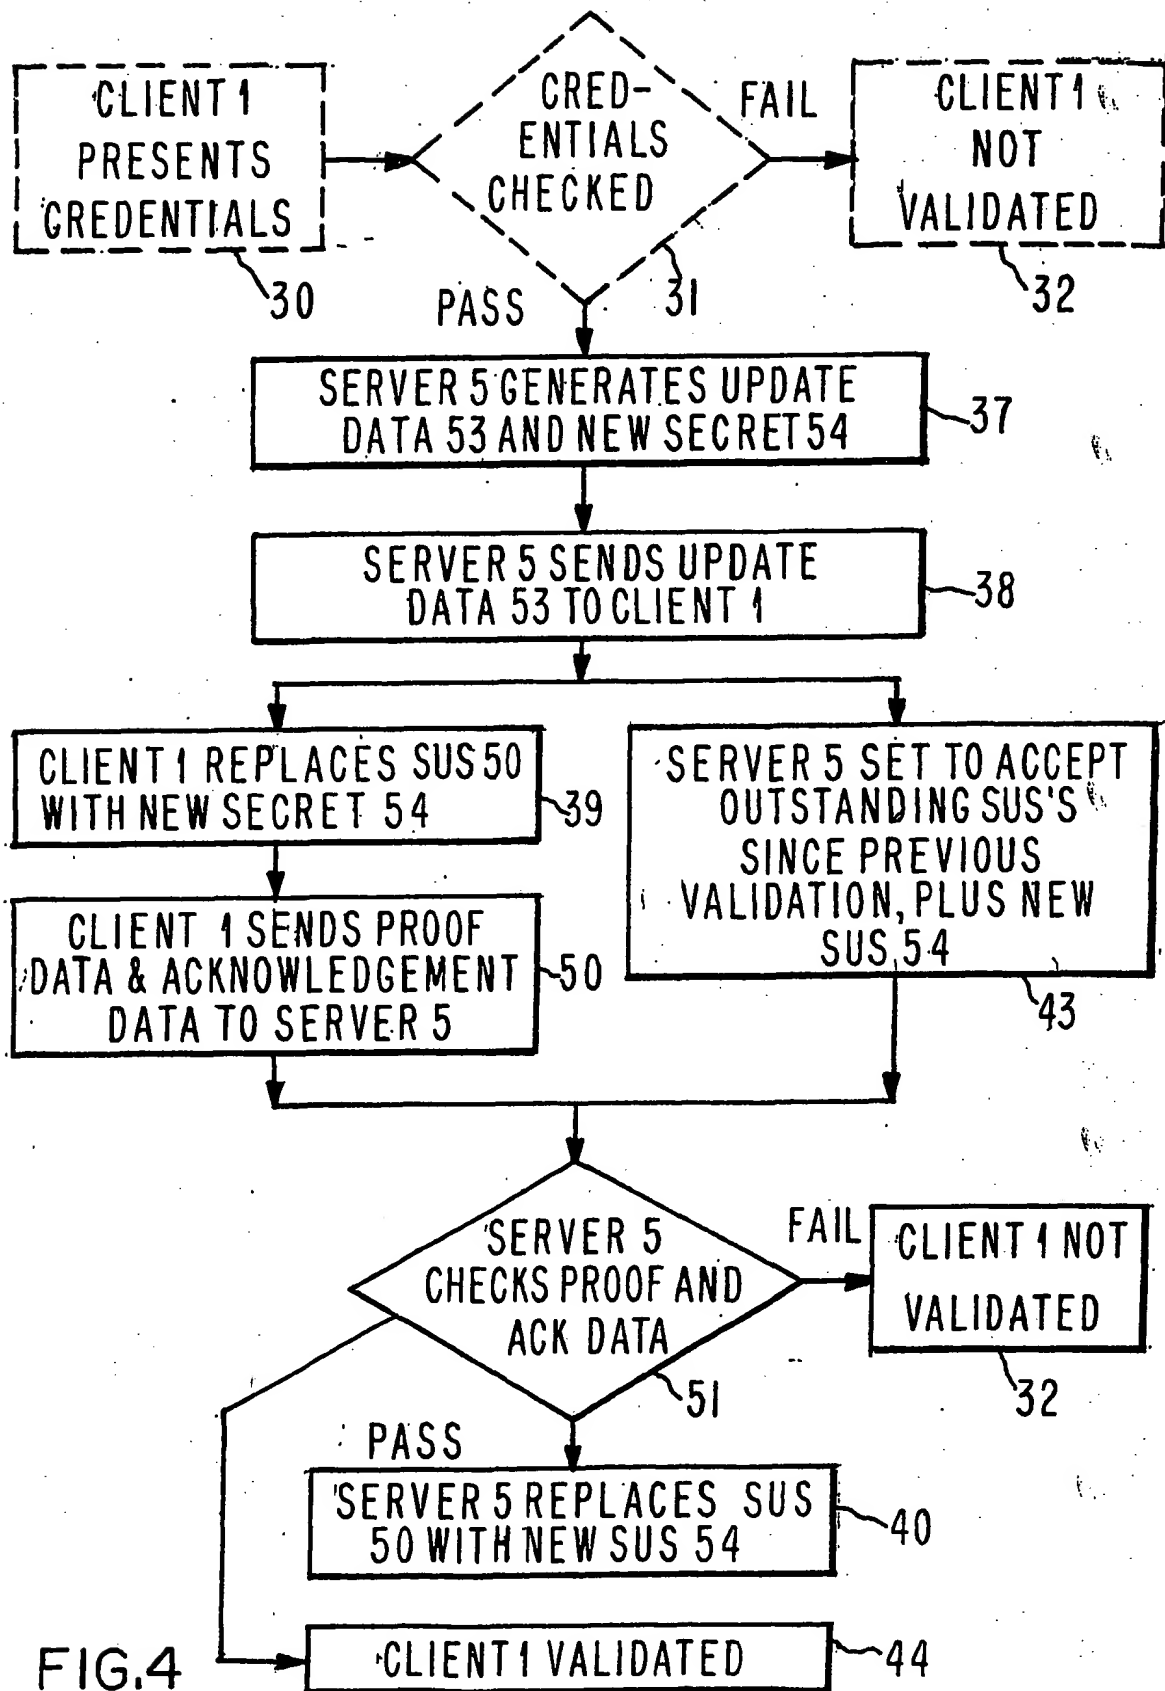 CLIENT 1
PRESENTS
CREDENTIALS
30
CRED-
ENTIALS
CHECKED
31
FAIL
CLIENT 1
NOT
VALIDATED
32
PASS
SERVER 5 GENERATES UPDATE
DATA 53 AND NEW SECRET 54
37
SERVER 5 SENDS UPDATE
DATA 53 TO CLIENT 1
38
CLIENT 1 REPLACES SUS 50
WITH NEW SECRET 54
39
SERVER 5 SET TO ACCEPT
OUTSTANDING SUS'S
SINCE PREVIOUS
VALIDATION, PLUS NEW
SUS 54
43
CLIENT 1 SENDS PROOF
DATA & ACKNOWLEDGEMENT
DATA TO SERVER 5
50
SERVER 5
CHECKS PROOF AND
ACK DATA
51
FAIL
CLIENT 1 NOT
VALIDATED
32
PASS
SERVER 5 REPLACES SUS
50 WITH NEW SUS 54
40
CLIENT 1 VALIDATED
44
FIG.4